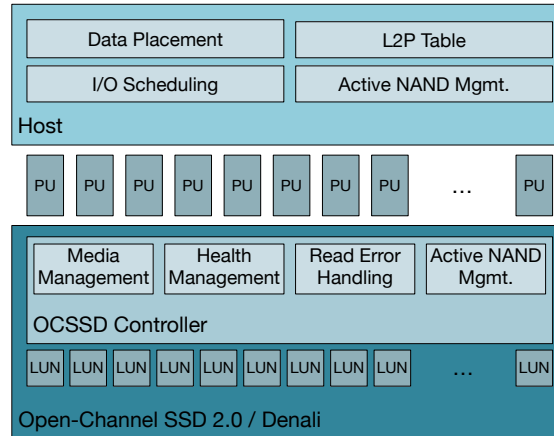 Data Placement
L2P Table
I/O Scheduling
Active NAND Mgmt.
Host
PU PU PU PU PU PU PU PU ... PU
Media
Management
Health
Management
Read Error
Handling
Active NAND
Mgmt.
OCSSD Controller
LUN LUN LUN LUN LUN LUN LUN LUN LUN ... LUN
Open-Channel SSD 2.0 / Denali